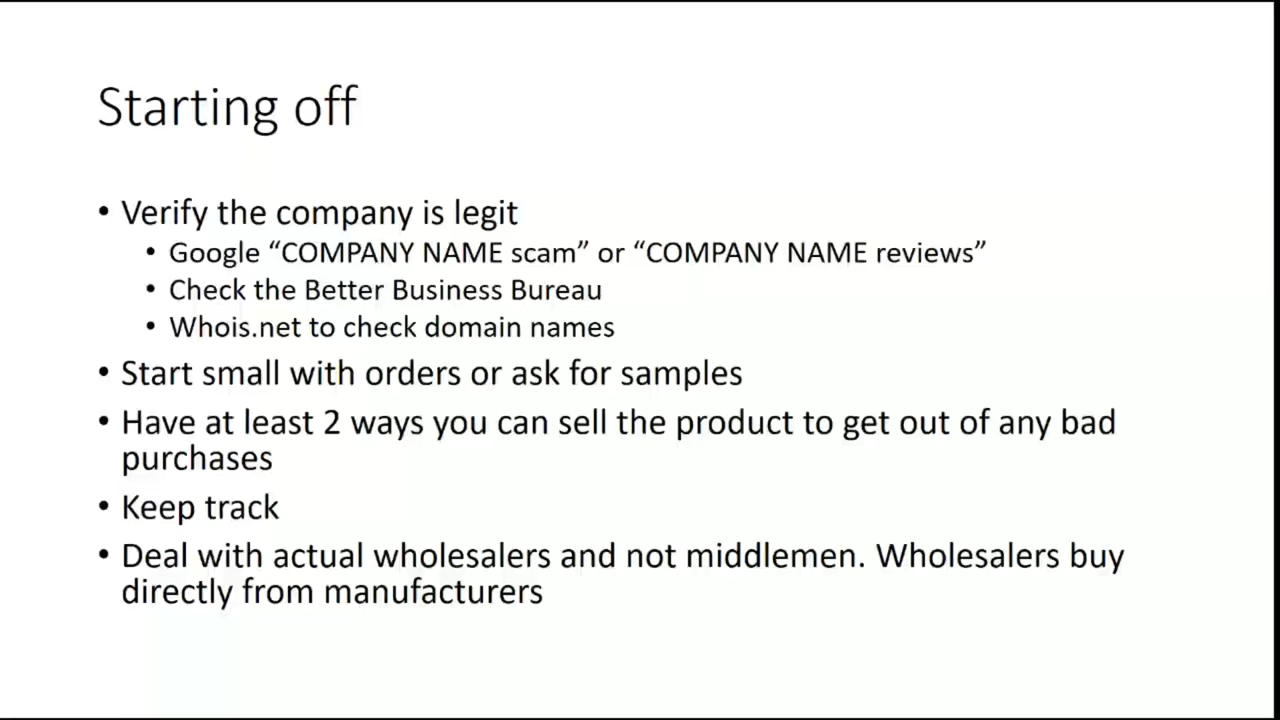 Starting off
• Verify the company is legit
• Google “COMPANY NAME scam” or “COMPANY NAME reviews”
• Check the Better Business Bureau
• Whois.net to check domain names
• Start small with orders or ask for samples
• Have at least 2 ways you can sell the product to get out of any bad
purchases
• Keep track
• Deal with actual wholesalers and not middlemen. Wholesalers buy
directly from manufacturers